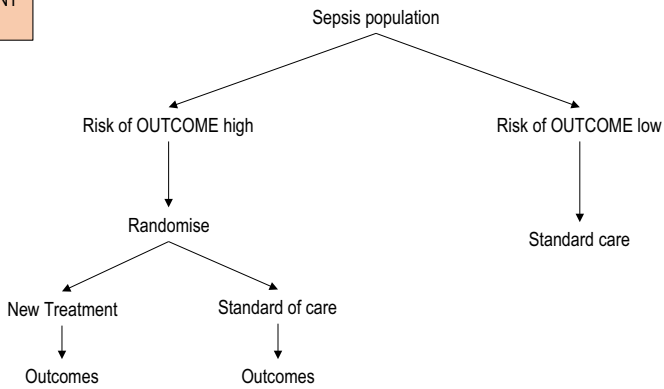 Sepsis population
Risk of OUTCOME high
Risk of OUTCOME low
Randomise
Standard care
New Treatment
Standard of care
Outcomes
Outcomes